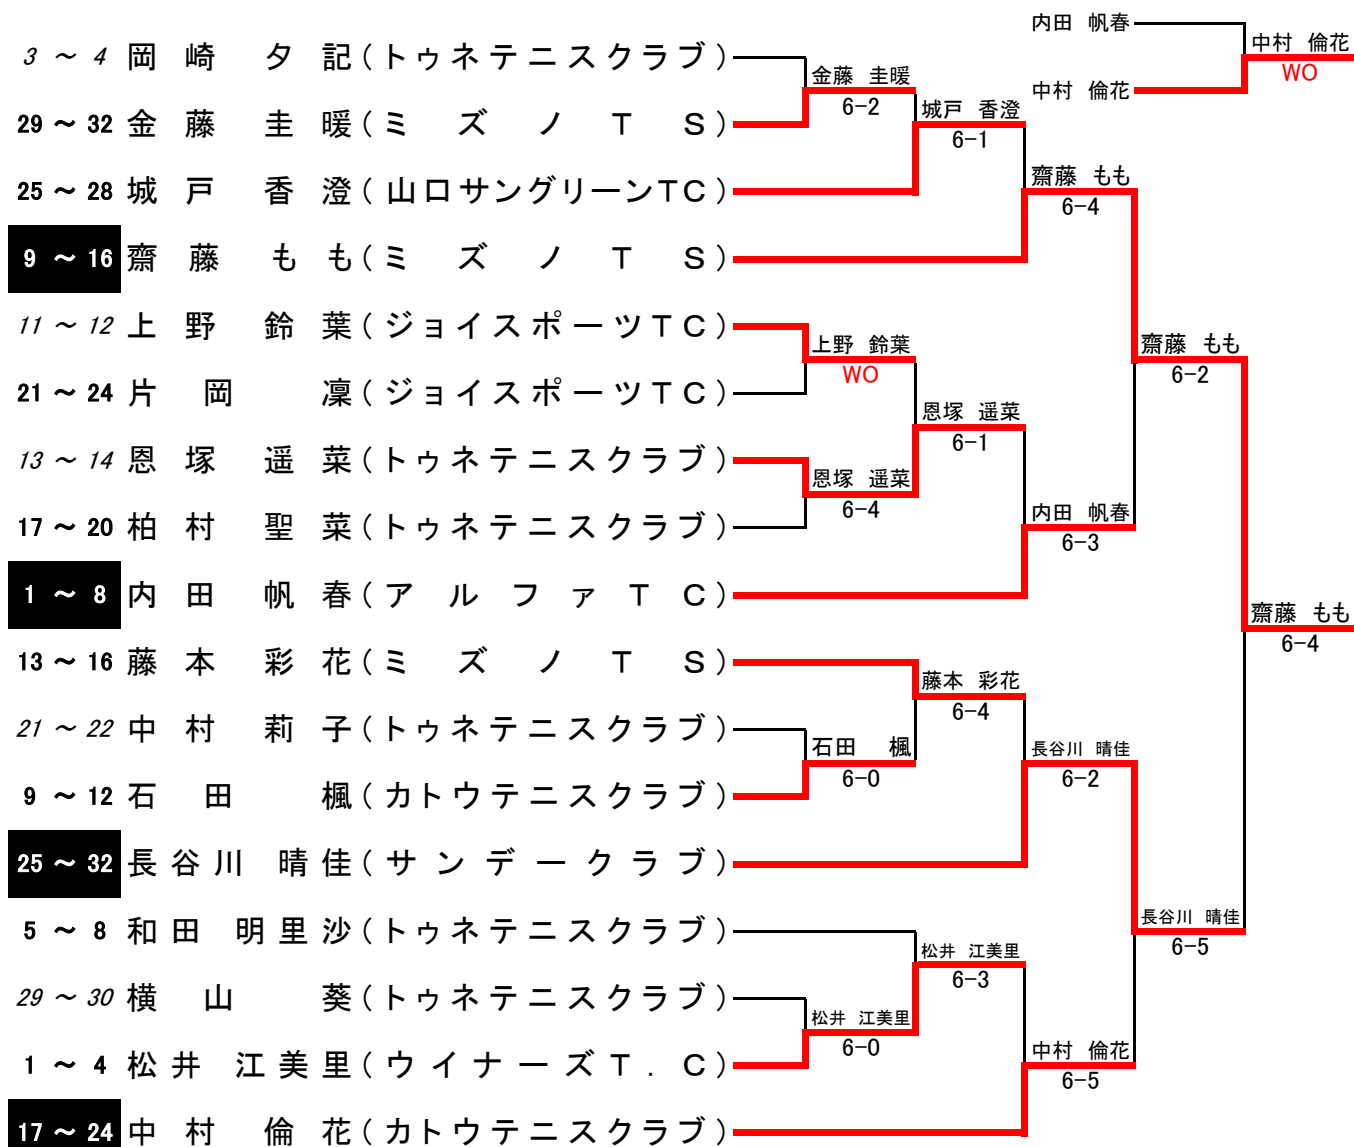 内田 帆春
中村 倫花
WO
中村 倫花
3 ～ 4 岡崎 夕記(トゥネテニスクラブ)
金藤 圭暖
6-2
29 ～ 32 金藤 圭暖(ミズノTS)
城戸 香澄
6-1
25 ～ 28 城戸 香澄(山口サングリーンTC)
齋藤 もも
6-4
9 ～ 16 齋藤 もも(ミズノTS)
11 ～ 12 上野 鈴葉(ジョイスポーツTC)
上野 鈴葉
WO
齋藤 もも
6-2
21 ～ 24 片岡 凜(ジョイスポーツTC)
恩塚 遥菜
6-1
13 ～ 14 恩塚 遥菜(トゥネテニスクラブ)
恩塚 遥菜
6-4
17 ～ 20 柏村 聖菜(トゥネテニスクラブ)
内田 帆春
6-3
1 ～ 8 内田 帆春(アルファTC)
齋藤 もも
6-4
13 ～ 16 藤本 彩花(ミズノTS)
藤本 彩花
6-4
21 ～ 22 中村 莉子(トゥネテニスクラブ)
石田 楓
6-0
長谷川 晴佳
6-2
9 ～ 12 石田 楓(カトウテニスクラブ)
25 ～ 32 長谷川 晴佳(サンデークラブ)
長谷川 晴佳
6-5
5 ～ 8 和田 明里沙(トゥネテニスクラブ)
松井 江美里
6-3
29 ～ 30 横山 葵(トゥネテニスクラブ)
松井 江美里
6-0
1 ～ 4 松井 江美里(ウイナーズT.C)
中村 倫花
6-5
17 ～ 24 中村 倫花(カトウテニスクラブ)